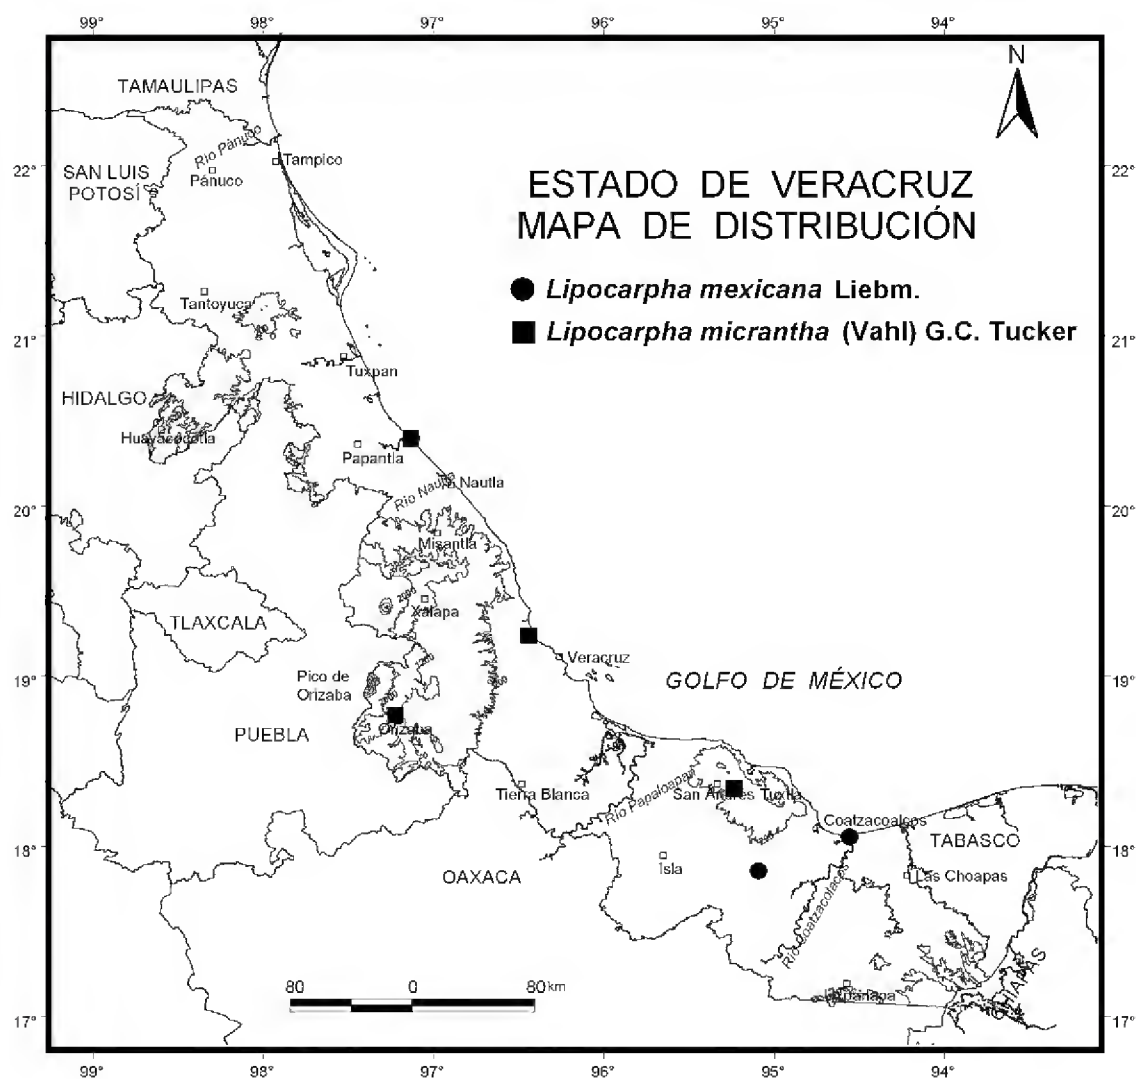 99° 98° 97° 96° 95° 94°
N
TAMAULIPAS
Río Pánuco
Tampico
22° 22°
SAN LUIS
POTOSÍ
Pánuco
ESTADO DE VERACRUZ
MAPA DE DISTRIBUCIÓN
Lipocarpha mexicana Liebm.
Tantoyuca
Lipocarpha micrantha (Vahl) G.C. Tucker
21° 21°
Tuxpan
HIDALGO
Huayacocotla
Papantla
Río Nautla
Nautla
20° 20°
Misantla
2000
Xalapa
TLAXCALA
Veracruz
Pico de
Orizaba
19° 19°
GOLFO DE MÉXICO
Orizaba
PUEBLA
Tierra Blanca
Río Papaloapan
San Andres Tuxtla
Coatzacoalcos
TABASCO
18° 18°
Isla
OAXACA
Las Choapas
Río Coatzacolacos
CHIAPAS
80 0 80 km
17° 17°
99° 98° 97° 96° 95° 94°